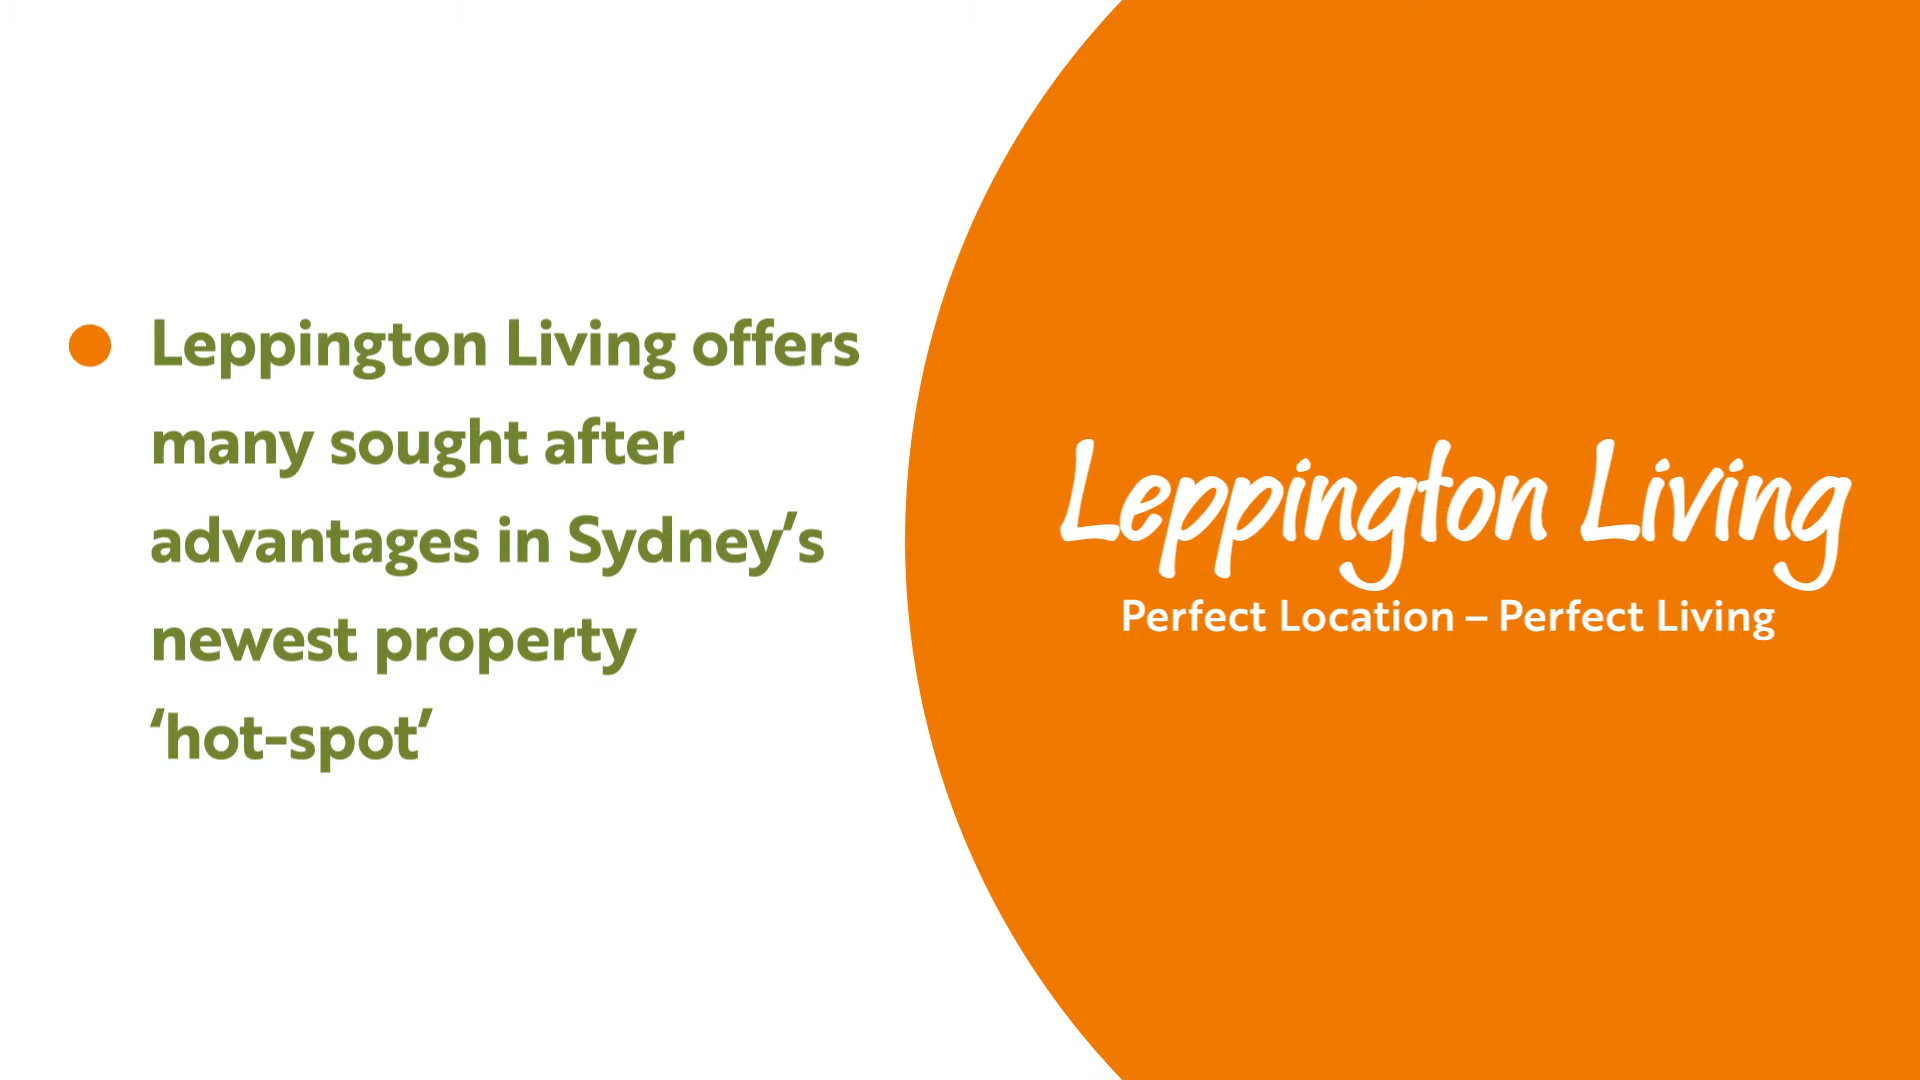 Leppington Living offers
many sought after
advantages in Sydney’s
newest property
‘hot-spot’
Leppington Living
Perfect Location – Perfect Living